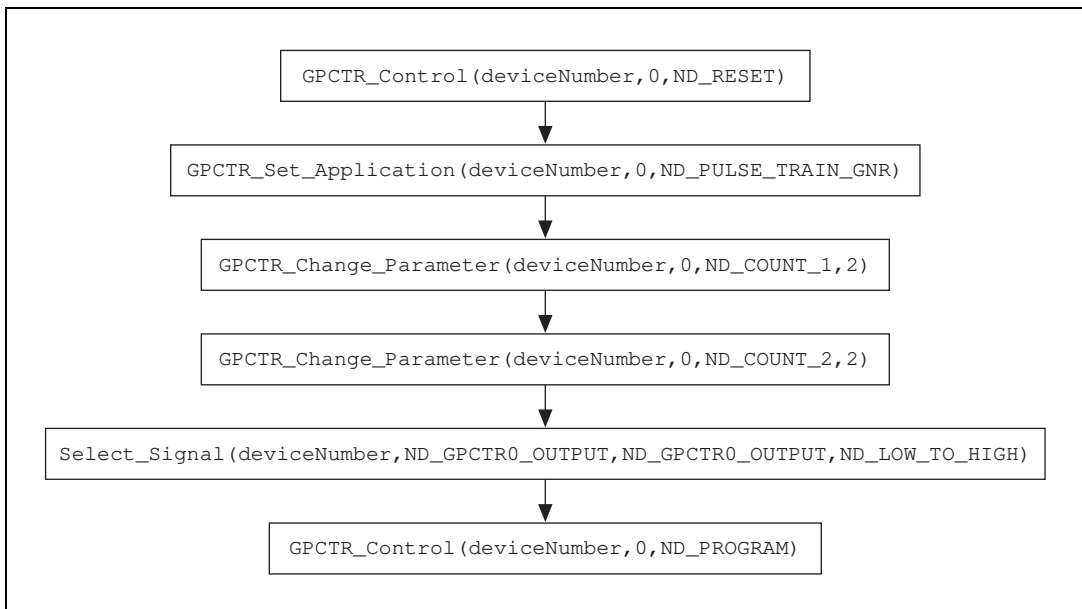 GPCTR_Control(deviceNumber,0,ND_RESET)
GPCTR_Set_Application(deviceNumber,0,ND_PULSE_TRAIN_GNR)
GPCTR_Change_Parameter(deviceNumber,0,ND_COUNT_1,2)
GPCTR_Change_Parameter(deviceNumber,0,ND_COUNT_2,2)
Select_Signal(deviceNumber,ND_GPCTR0_OUTPUT,ND_GPCTR0_OUTPUT,ND_LOW_TO_HIGH)
GPCTR_Control(deviceNumber,0,ND_PROGRAM)